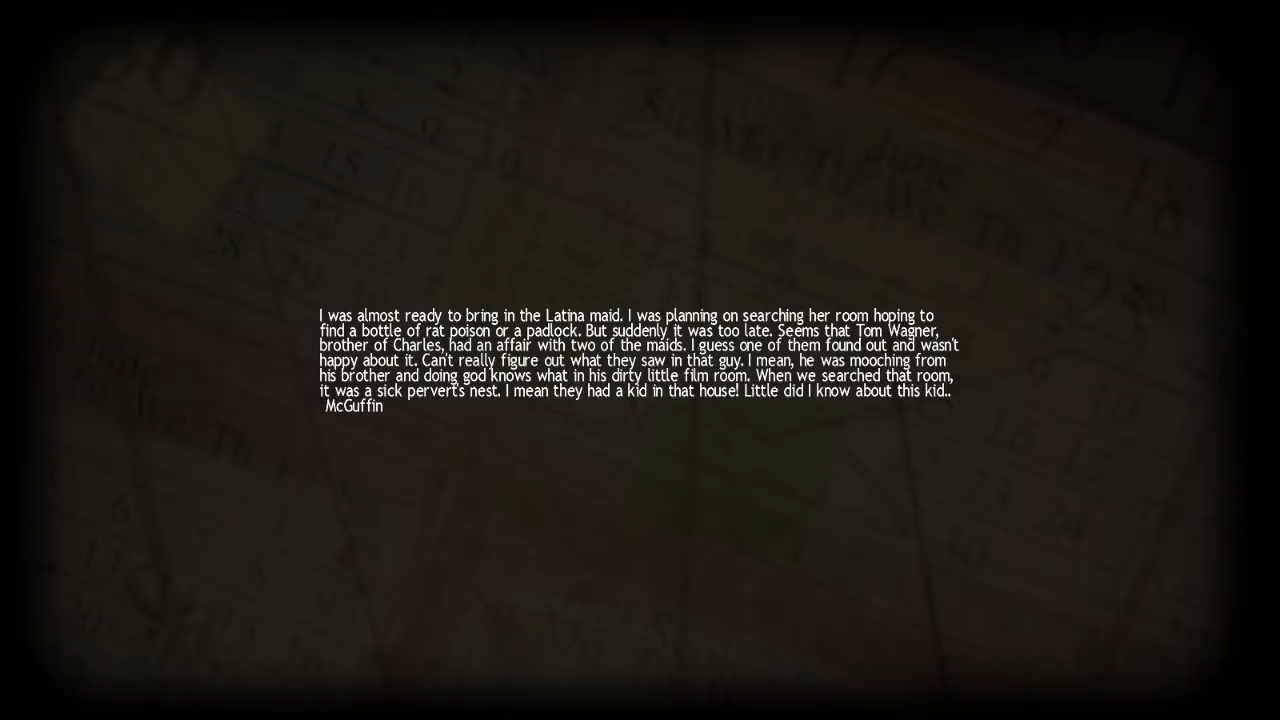 I was almost ready to bring in the Latina maid. I was planning on searching her room hoping to
find a bottle of rat poison or a padlock. But suddenly it was too late. Seems that Tom Wagner,
brother of Charles, had an affair with two of the maids. I guess one of them found out and wasn't
happy about it. Can't really figure out what they saw in that guy. I mean, he was mooching from
his brother and doing god knows what in his dirty little film room. When we searched that room,
it was a sick pervert's nest. I mean they had a kid in that house! Little did I know about this kid..
McGuffin